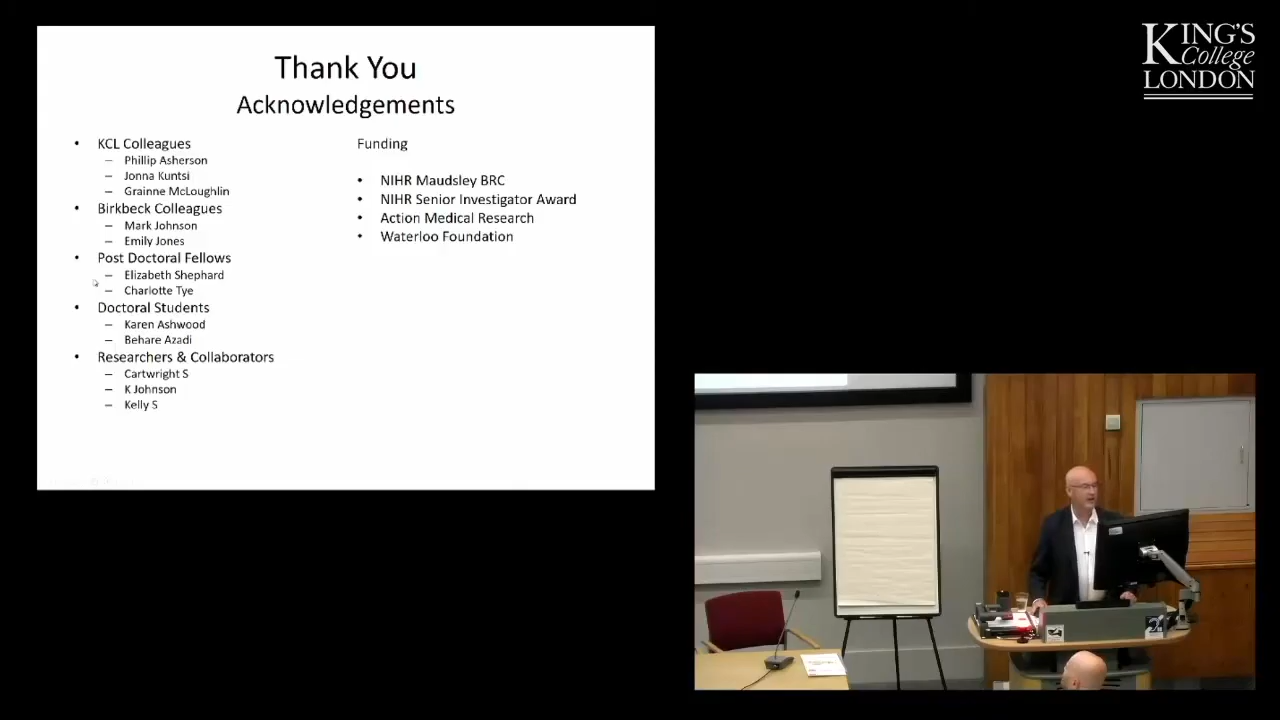 Thank You
Acknowledgements
• KCL Colleagues
– Phillip Asherson
– Jonna Kuntsi
– Grainne McLoughlin
• Birkbeck Colleagues
– Mark Johnson
– Emily Jones
• Post Doctoral Fellows
– Elizabeth Shephard
– Charlotte Tye
• Doctoral Students
– Karen Ashwood
– Behare Azadi
• Researchers & Collaborators
– Cartwright S
– K Johnson
– Kelly S
Funding
• NIHR Maudsley BRC
• NIHR Senior Investigator Award
• Action Medical Research
• Waterloo Foundation
KING'S
College
LONDON